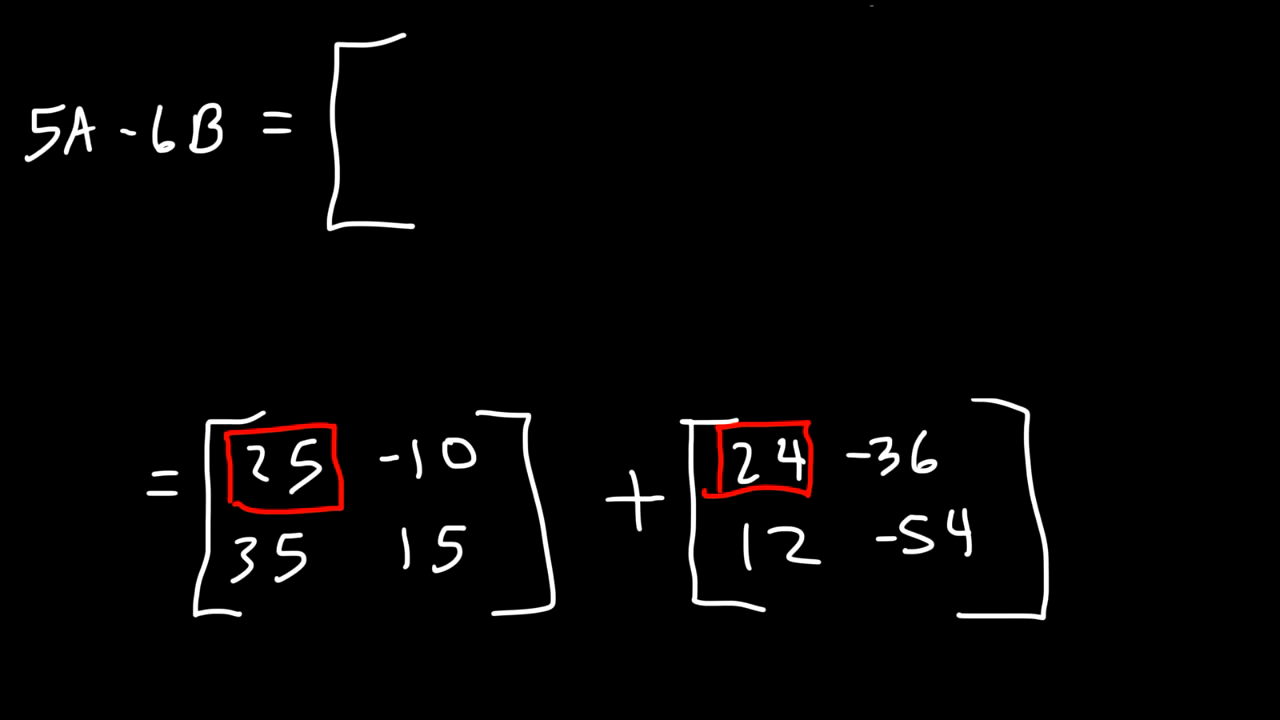 5A - 6B = [
= [ 25 -10 ] + [ 24 -36 ]
35 15 12 -54